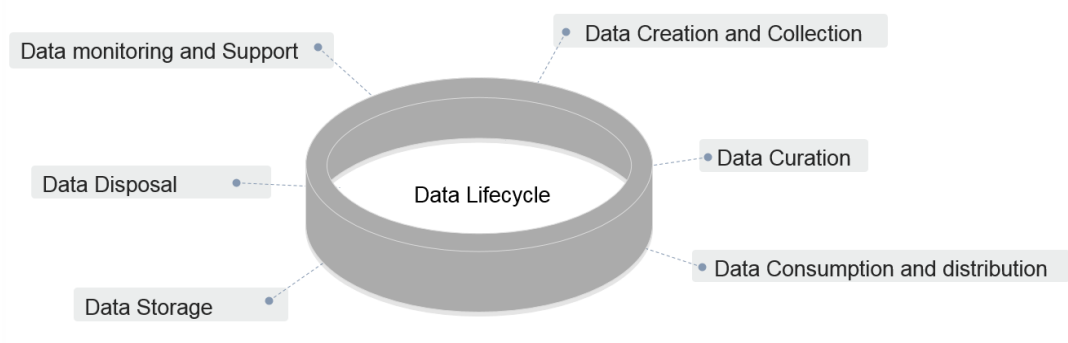 Data Creation and Collection
Data monitoring and Support
Data Curation
Data Disposal
Data Lifecycle
Data Consumption and distribution
Data Storage